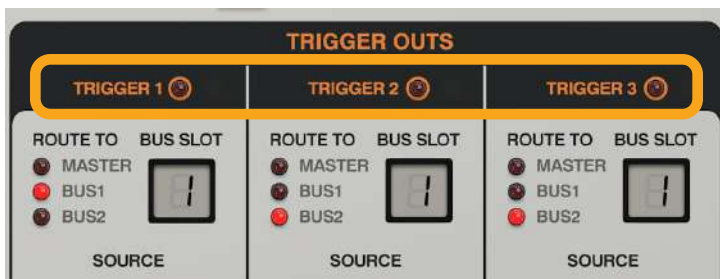 TRIGGER OUTS
TRIGGER 1 TRIGGER 2 TRIGGER 3
ROUTE TO BUS SLOT ROUTE TO BUS SLOT ROUTE TO BUS SLOT
MASTER MASTER MASTER
BUS1 1 BUS1 1 BUS1 1
BUS2 BUS2 BUS2
SOURCE SOURCE SOURCE